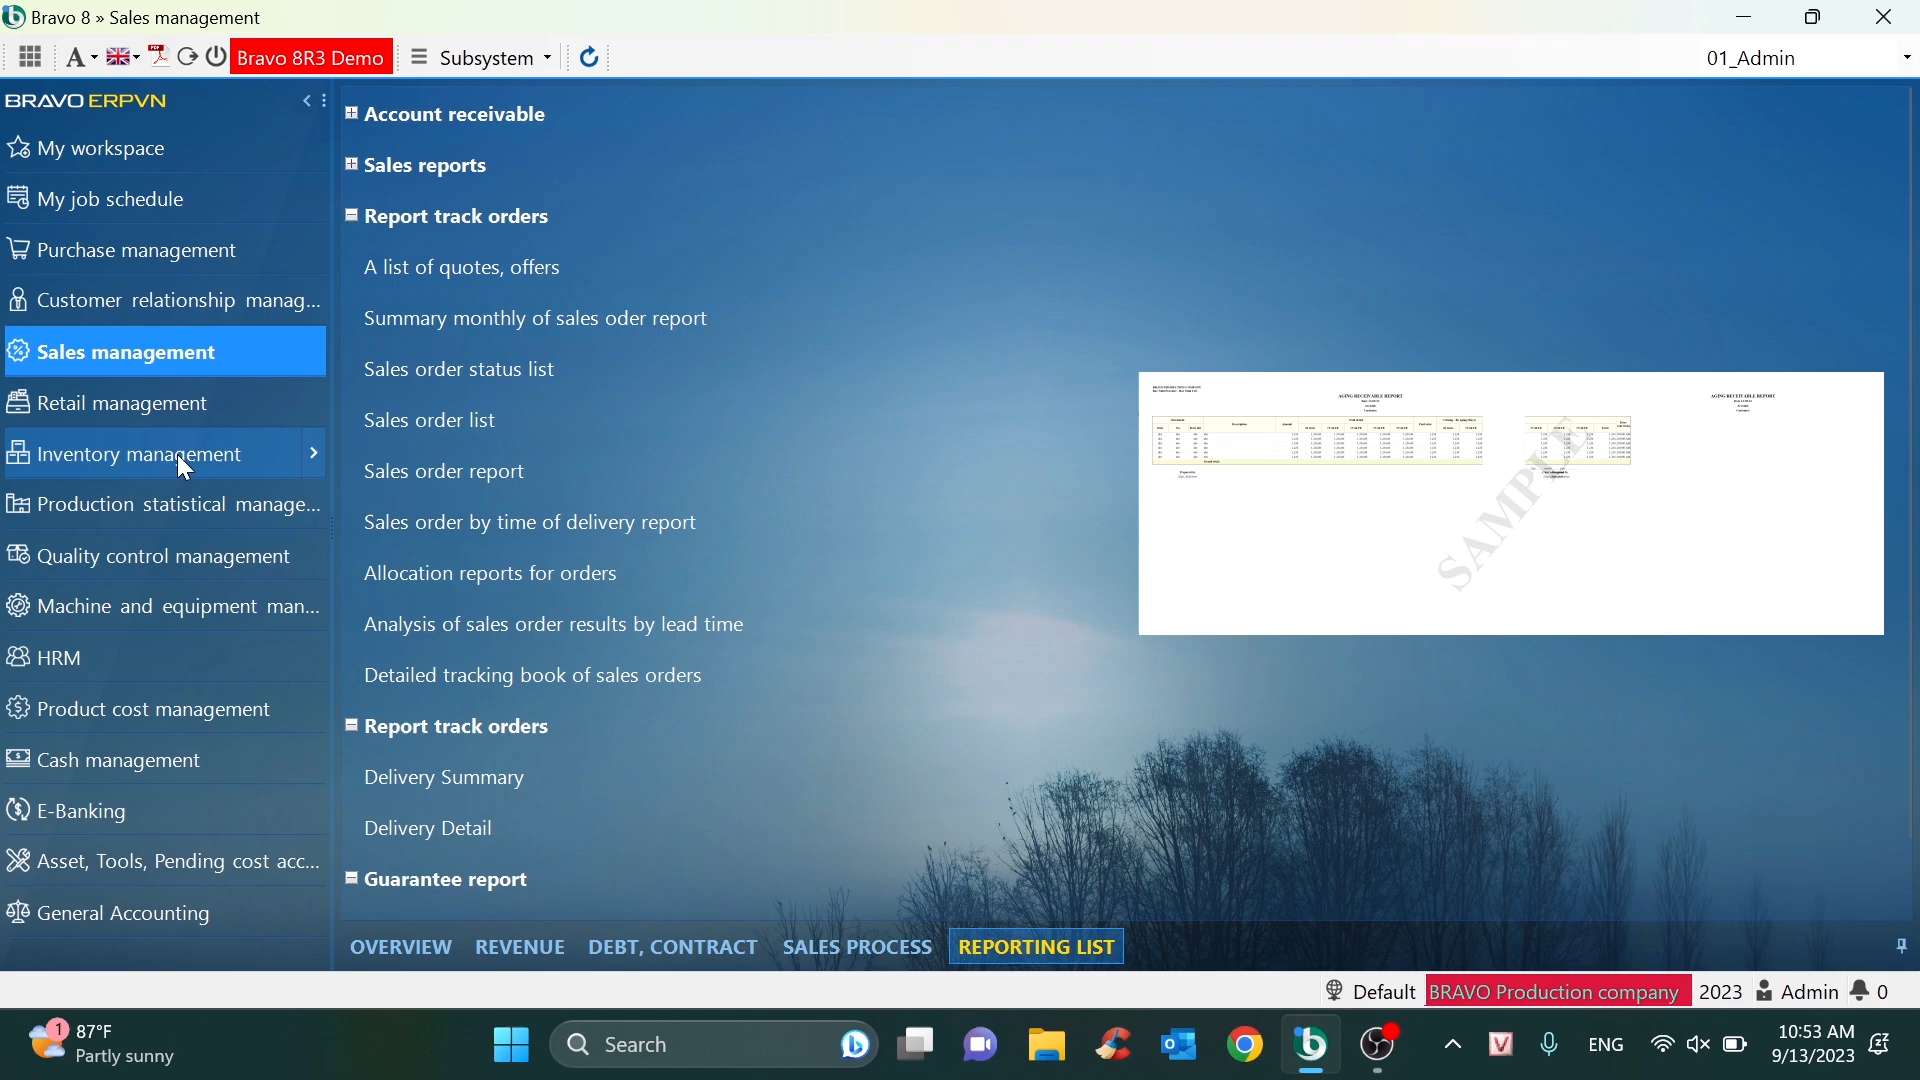 Bravo 8 » Sales management
Bravo 8R3 Demo
Subsystem
01_Admin
BRAVO ERPVN
My workspace
My job schedule
Purchase management
Customer relationship manag...
Sales management
Retail management
Inventory management
Production statistical manage...
Quality control management
Machine and equipment man...
HRM
Product cost management
Cash management
E-Banking
Asset, Tools, Pending cost acc...
General Accounting
Account receivable
Sales reports
Report track orders
A list of quotes, offers
Summary monthly of sales oder report
Sales order status list
Sales order list
Sales order report
Sales order by time of delivery report
Allocation reports for orders
Analysis of sales order results by lead time
Detailed tracking book of sales orders
Report track orders
Delivery Summary
Delivery Detail
Guarantee report
AGING RECEIVABLE REPORT
AGING RECEIVABLE REPORT
SAMPLE
OVERVIEW REVENUE DEBT, CONTRACT SALES PROCESS REPORTING LIST
Default BRAVO Production company 2023 Admin 0
1
87°F
Partly sunny
Search
ENG
10:53 AM
9/13/2023